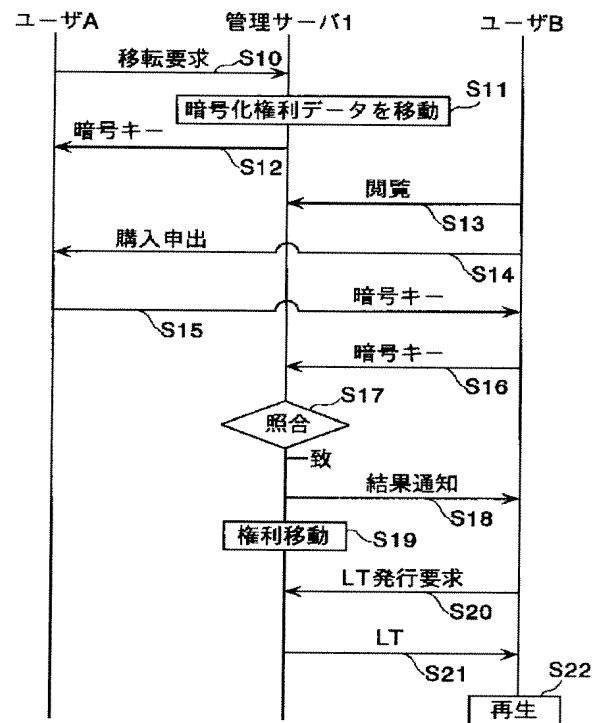 ユーザA
管理サーバ1
ユーザB
移転要求
S10
S11
暗号化権利データを移動
暗号キー
S12
閲覧
S13
購入申出
S14
暗号キー
S15
暗号キー
S16
S17
照合
一致
結果通知
S18
権利移動
S19
LT発行要求
S20
LT
S21
S22
再生